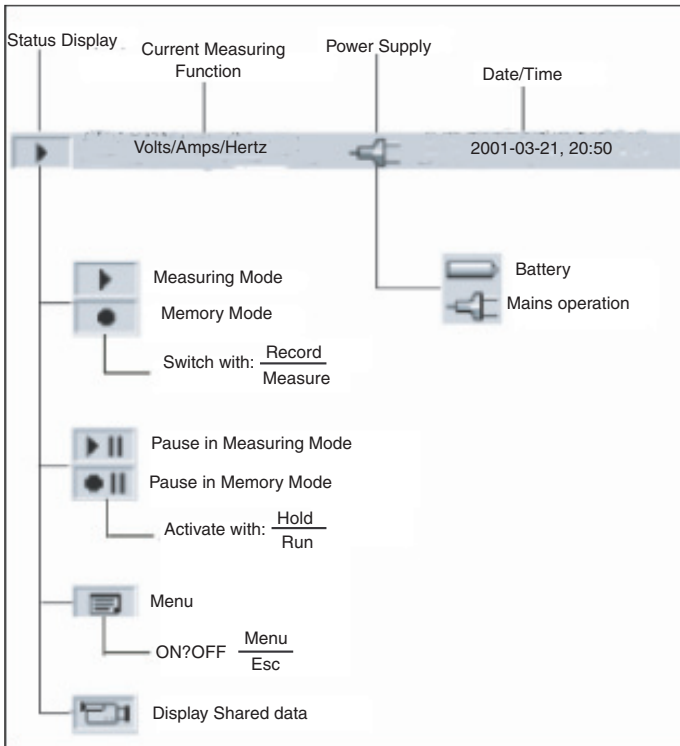 Status Display
Current Measuring
Function
Power Supply
Date/Time
Volts/Amps/Hertz
2001-03-21, 20:50
Measuring Mode
Memory Mode
Switch with: Record
Measure
Battery
Mains operation
Pause in Measuring Mode
Pause in Memory Mode
Activate with: Hold
Run
Menu
ON?OFF Menu
Esc
Display Shared data